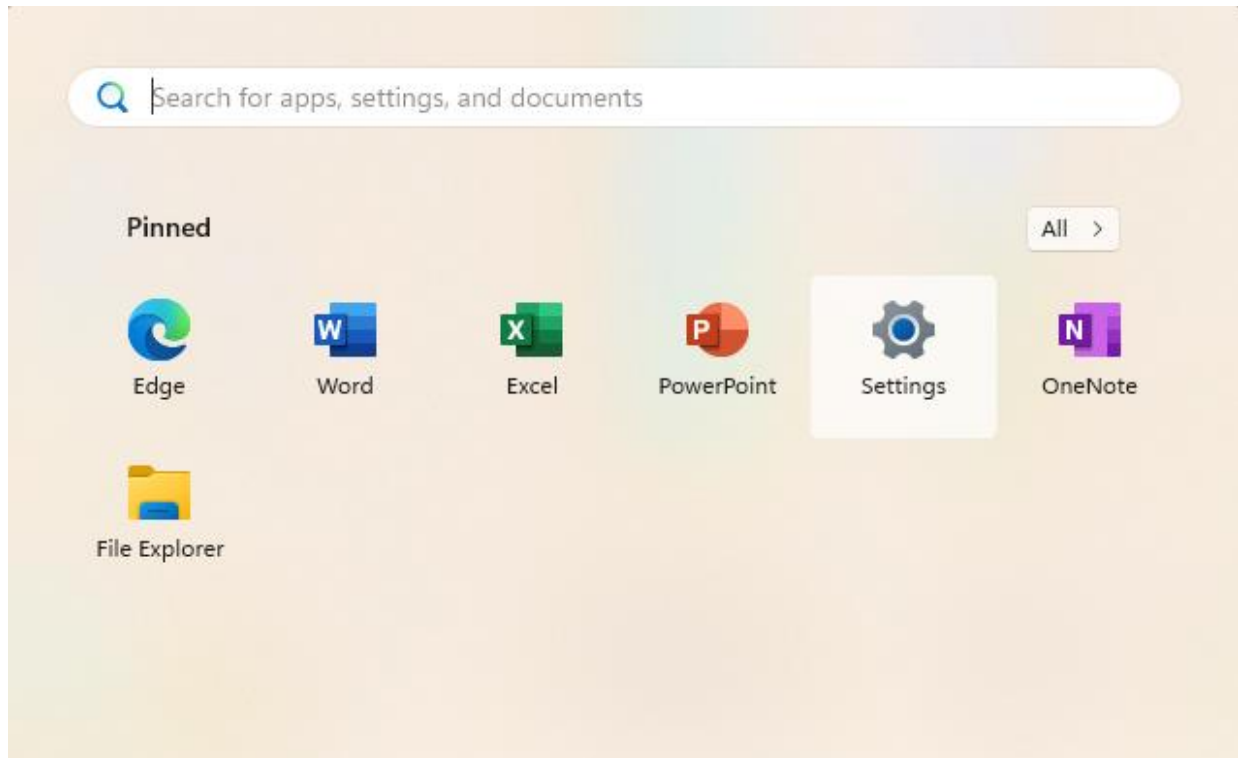 Search for apps, settings, and documents
Pinned
All
Edge
Word
Excel
PowerPoint
Settings
OneNote
File Explorer